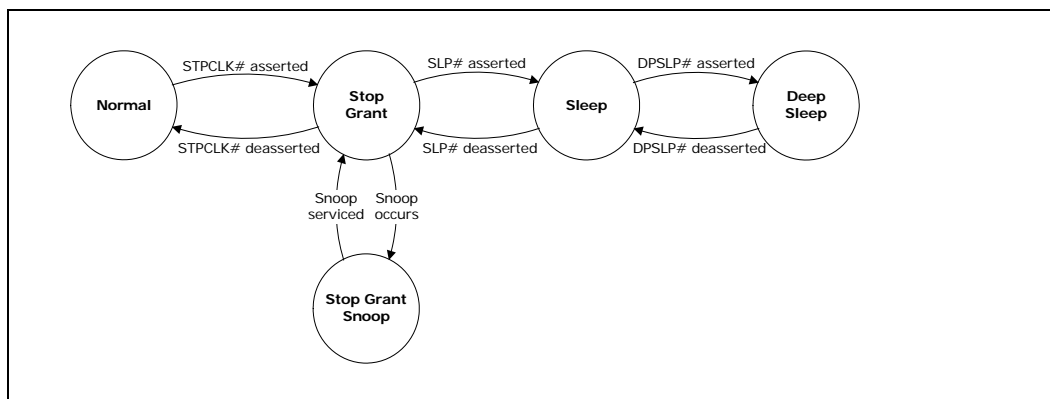 STPCLK# asserted
SLP# asserted
DPSLP# asserted
Normal
Stop
Grant
Sleep
Deep
Sleep
STPCLK# deasserted
SLP# deasserted
DPSLP# deasserted
Snoop
serviced
Snoop
occurs
Stop Grant
Snoop